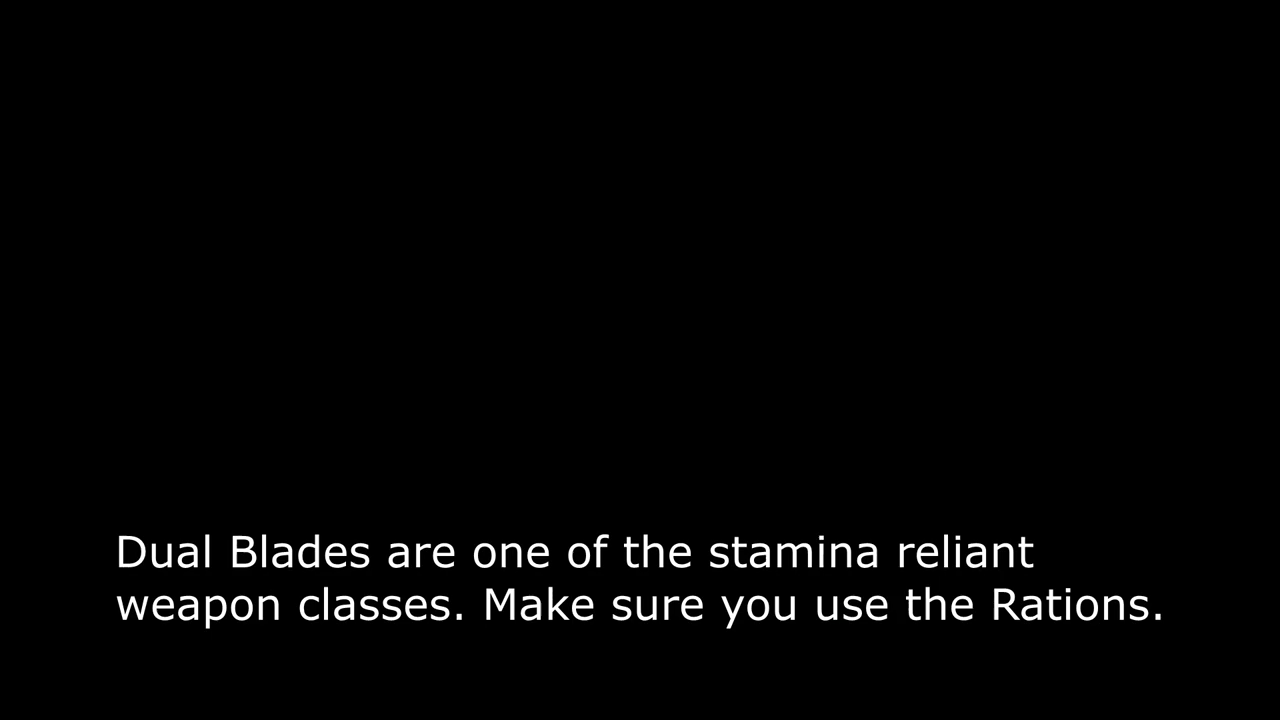 Dual Blades are one of the stamina reliant
weapon classes. Make sure you use the Rations.